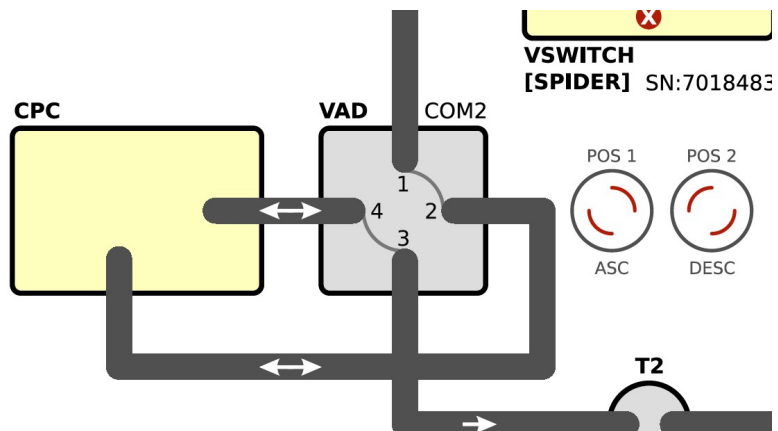 X
VSWITCH
[SPIDER] SN:7018483
CPC
VAD COM2
POS 1 POS 2
1
4 2
3
ASC DESC
T2